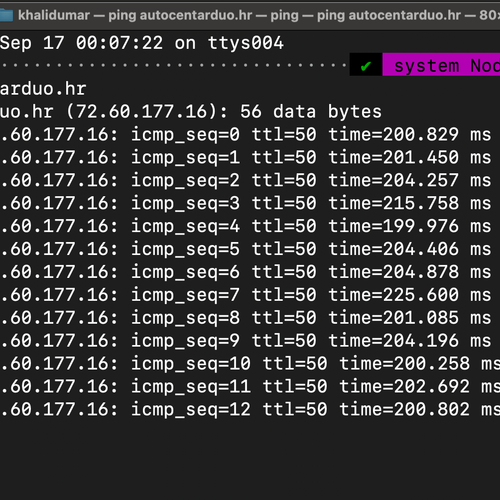 khalidumar — ping autocentarduo.hr — ping — ping autocentarduo.hr — 80×
Sep 17 00:07:22 on ttys004
✔ system Nod
arduo.hr
uo.hr (72.60.177.16): 56 data bytes
.60.177.16: icmp_seq=0 ttl=50 time=200.829 ms
.60.177.16: icmp_seq=1 ttl=50 time=201.450 ms
.60.177.16: icmp_seq=2 ttl=50 time=204.257 ms
.60.177.16: icmp_seq=3 ttl=50 time=215.758 ms
.60.177.16: icmp_seq=4 ttl=50 time=199.976 ms
.60.177.16: icmp_seq=5 ttl=50 time=204.406 ms
.60.177.16: icmp_seq=6 ttl=50 time=204.878 ms
.60.177.16: icmp_seq=7 ttl=50 time=225.600 ms
.60.177.16: icmp_seq=8 ttl=50 time=201.085 ms
.60.177.16: icmp_seq=9 ttl=50 time=204.196 ms
.60.177.16: icmp_seq=10 ttl=50 time=200.258 ms
.60.177.16: icmp_seq=11 ttl=50 time=202.692 ms
.60.177.16: icmp_seq=12 ttl=50 time=200.802 ms